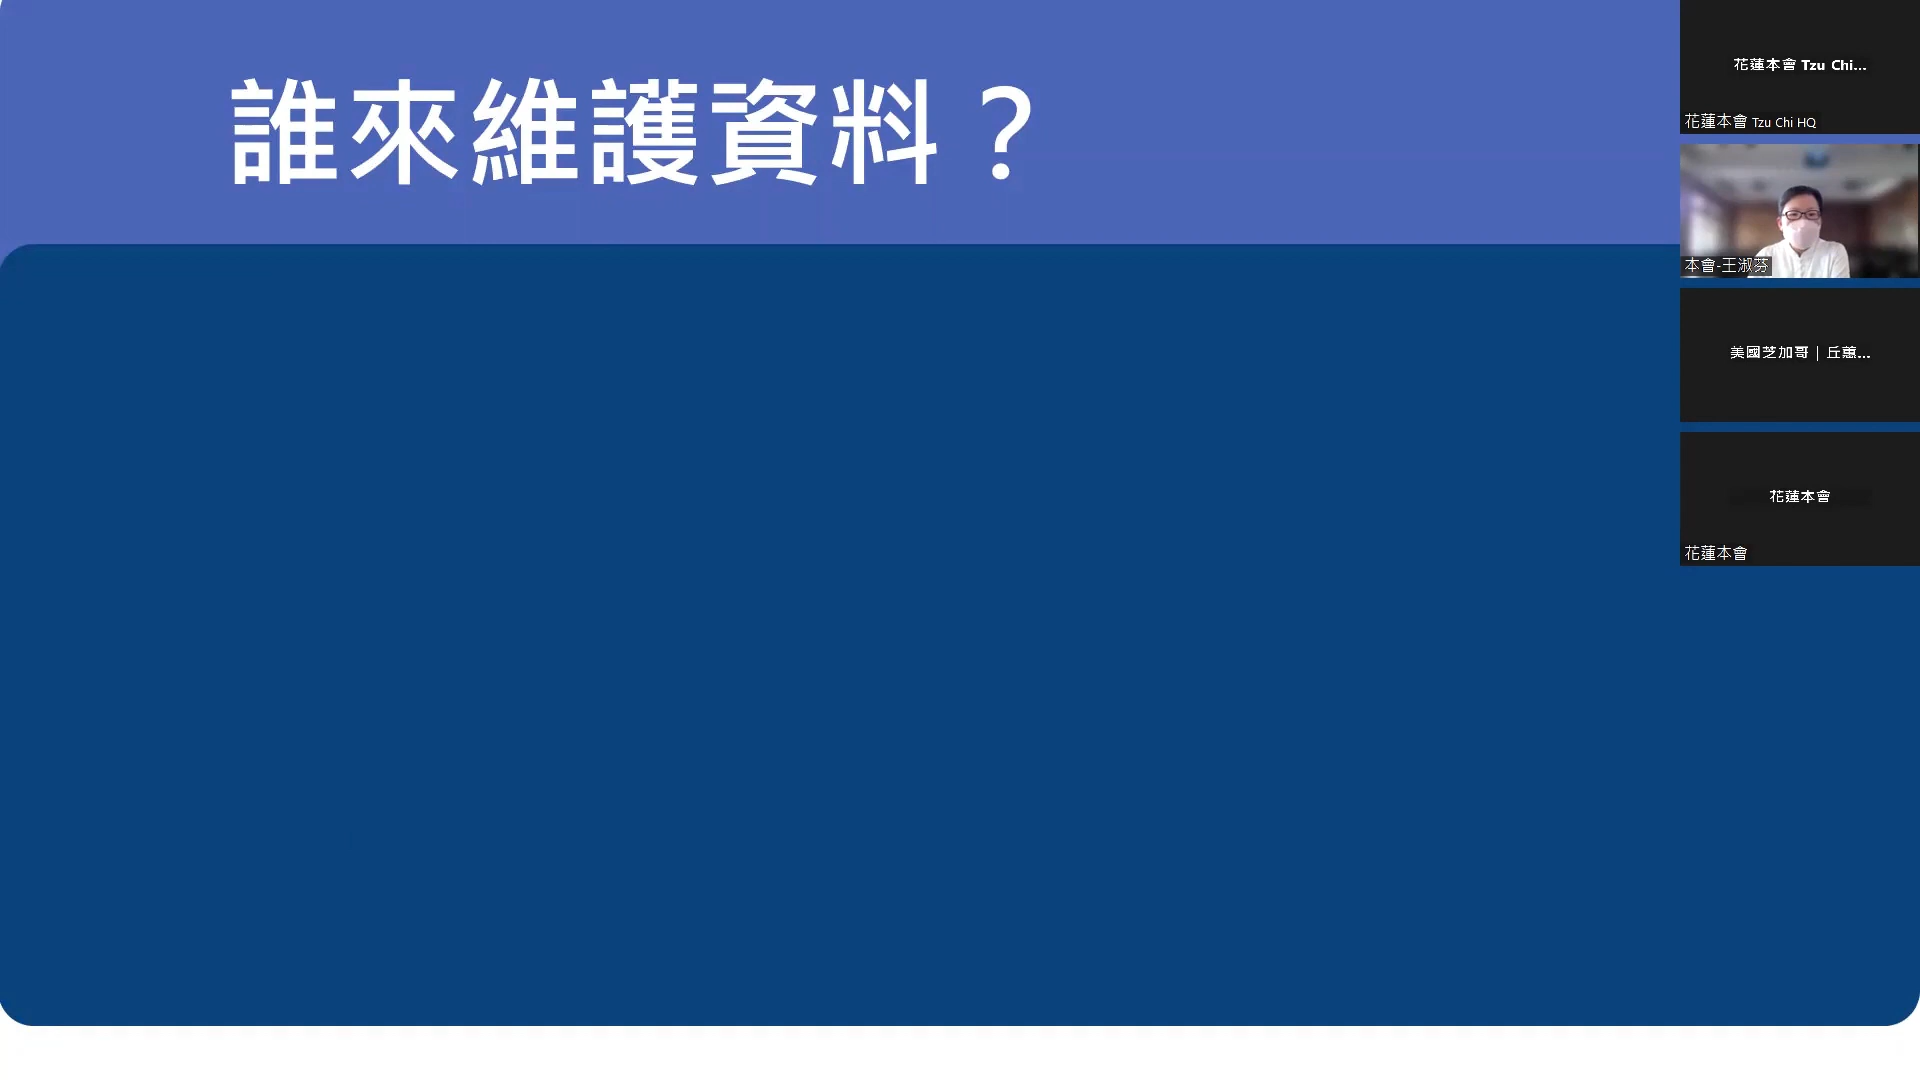 誰來維護資料？
花蓮本會 Tzu Chi...
花蓮本會 Tzu Chi HQ
本會-王淑芬
美國芝加哥｜丘蕙...
花蓮本會
花蓮本會